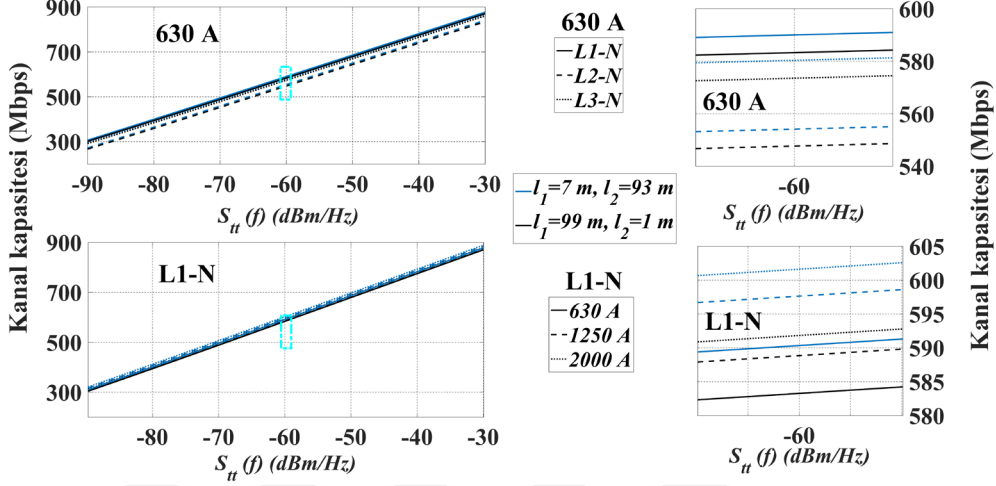 Kanal kapasitesi (Mbps)
900
700
500
300
630 A
-90
-80
-70
-60
-50
-40
-30
S_tt (f) (dBm/Hz)
630 A
L1-N
L2-N
L3-N
600
580
560
540
630 A
-60
S_tt (f) (dBm/Hz)
Kanal kapasitesi (Mbps)
l_1=7 m, l_2=93 m
l_1=99 m, l_2=1 m
900
700
500
300
L1-N
-80
-70
-60
-50
-40
-30
S_tt (f) (dBm/Hz)
L1-N
630 A
1250 A
2000 A
605
600
595
590
585
580
L1-N
-60
S_tt (f) (dBm/Hz)